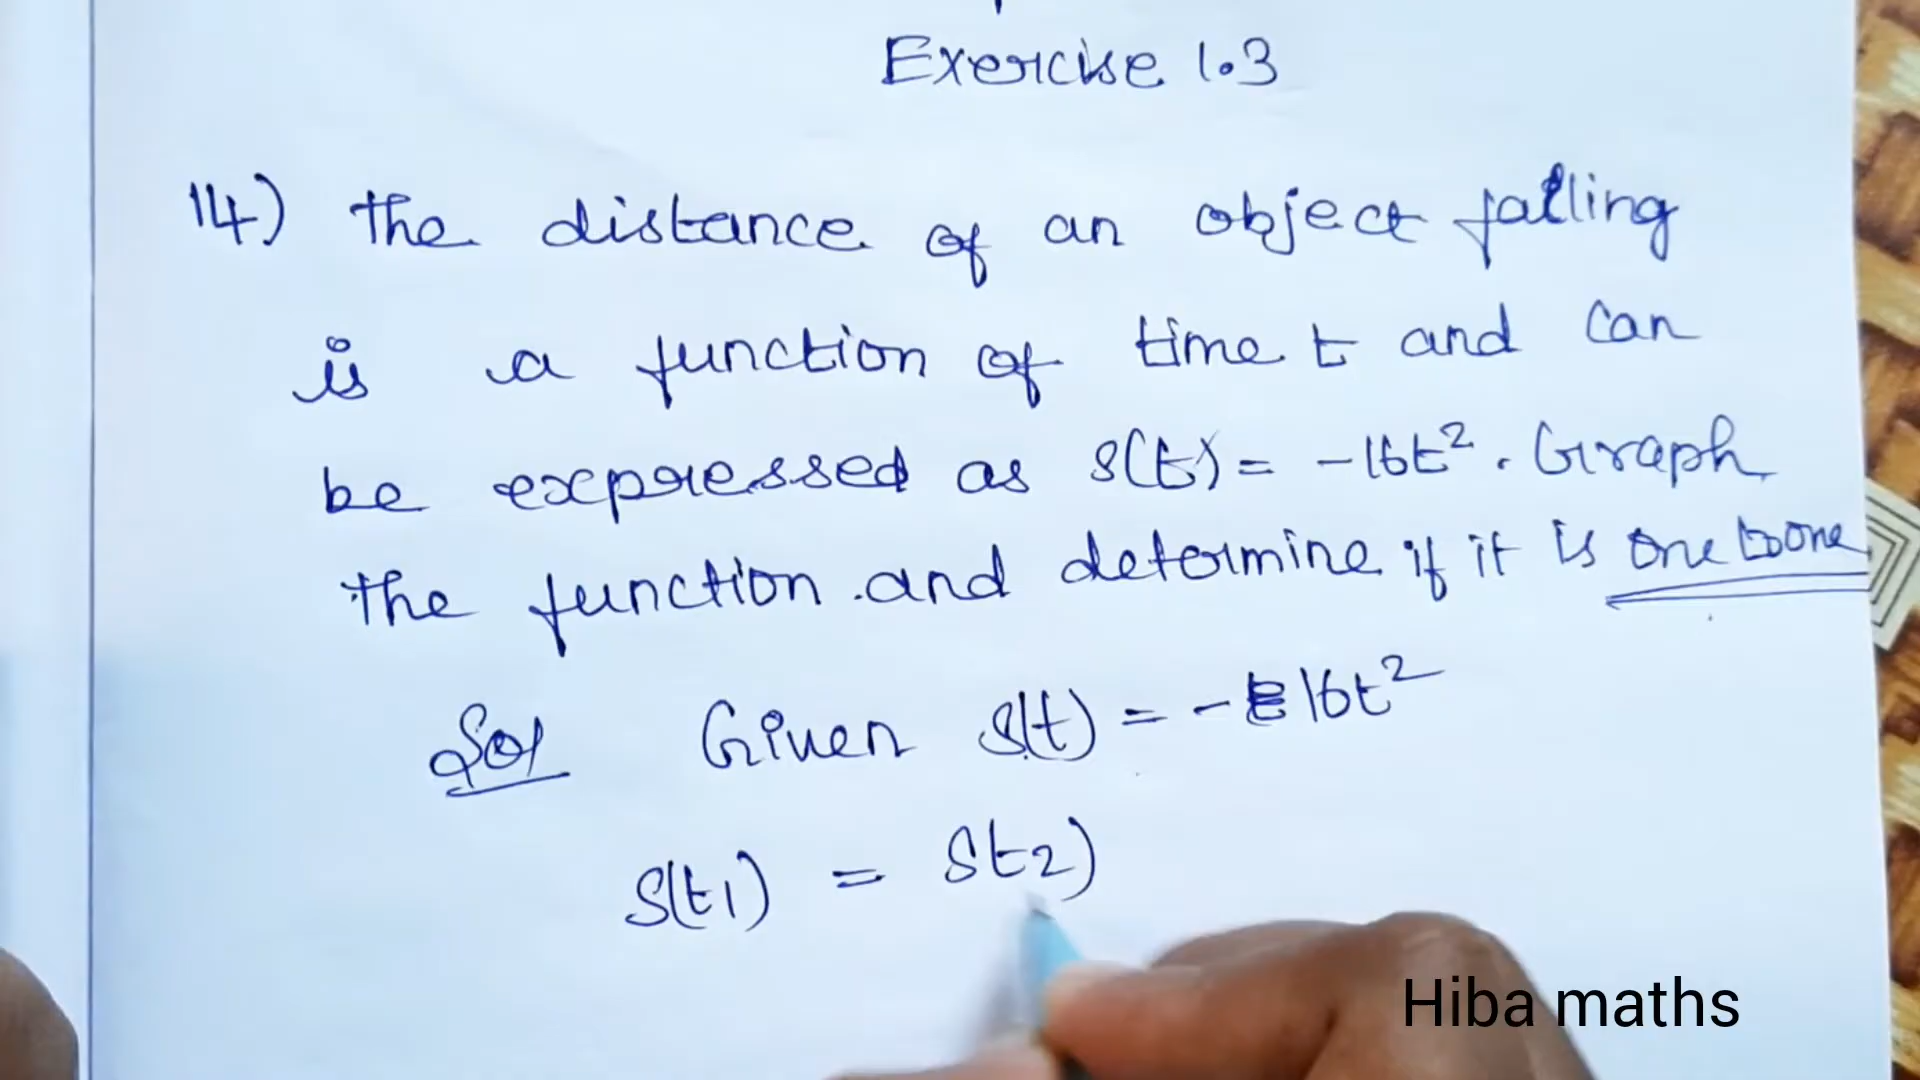 Exercise 1.3
14) the distance of an object falling
is a function of time t and can
be expressed as s(t) = -16t². Graph
the function and determine if it is one to one
Sol Given s(t) = - 16t²
S(t1) = S(t2)
Hiba maths